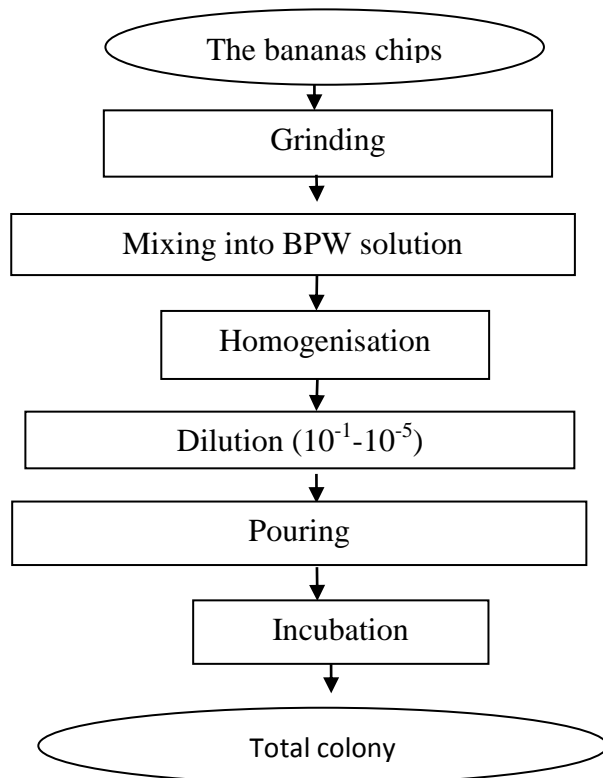 The bananas chips
Grinding
Mixing into BPW solution
Homogenisation
Dilution (10⁻¹-10⁻⁵)
Pouring
Incubation
Total colony